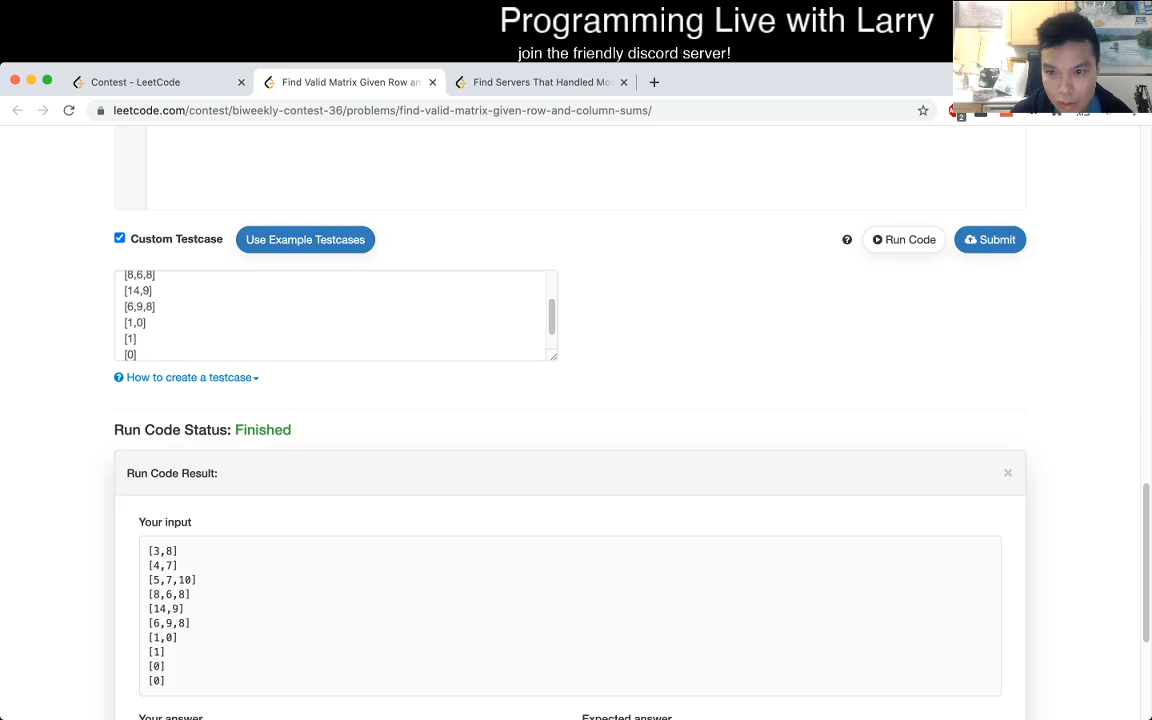 Programming Live with Larry
join the friendly discord server!
Contest - LeetCode
Find Valid Matrix Given Row an
Find Servers That Handled Mo
leetcode.com/contest/biweekly-contest-36/problems/find-valid-matrix-given-row-and-column-sums/
2
Custom Testcase
Use Example Testcases
Run Code
Submit
[8,6,8]
[14,9]
[6,9,8]
[1,0]
[1]
[0]
How to create a testcase
Run Code Status: Finished
Run Code Result:
Your input
[3,8]
[4,7]
[5,7,10]
[8,6,8]
[14,9]
[6,9,8]
[1,0]
[1]
[0]
[0]
Your answer
Expected answer